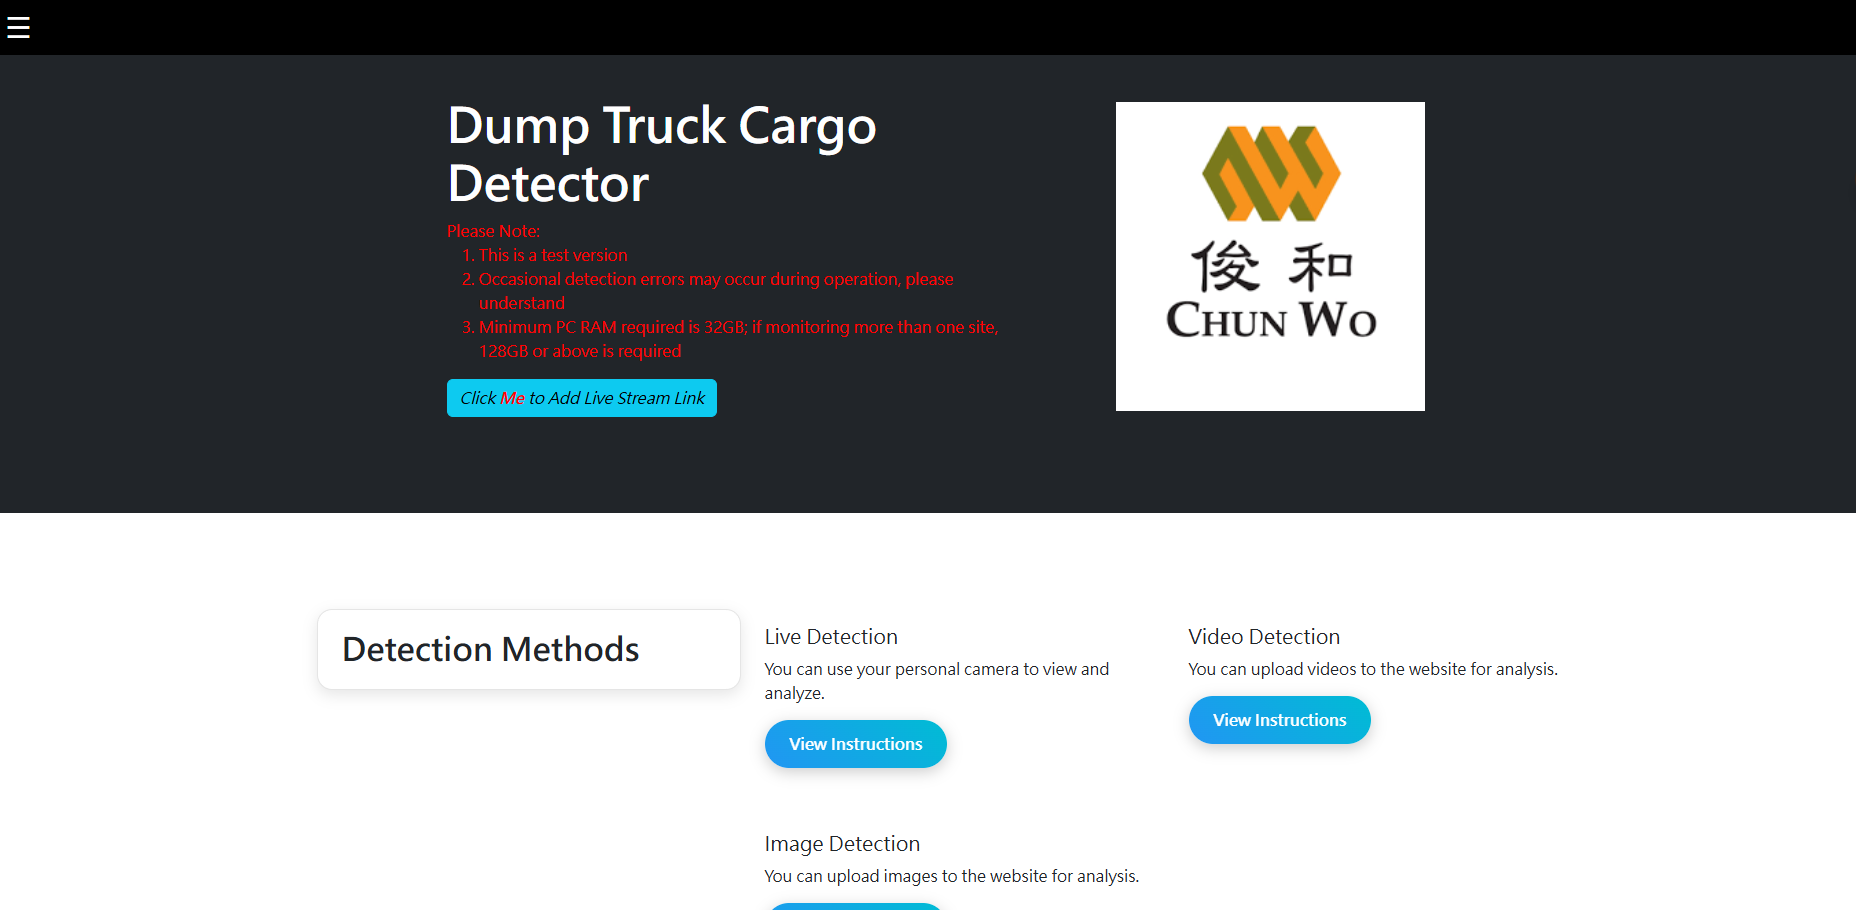 ☰
Dump Truck Cargo
Detector
Please Note:
1. This is a test version
2. Occasional detection errors may occur during operation, please
understand
3. Minimum PC RAM required is 32GB; if monitoring more than one site,
128GB or above is required
Click Me to Add Live Stream Link
俊和
CHUN WO
Detection Methods
Live Detection
You can use your personal camera to view and
analyze.
View Instructions
Video Detection
You can upload videos to the website for analysis.
View Instructions
Image Detection
You can upload images to the website for analysis.